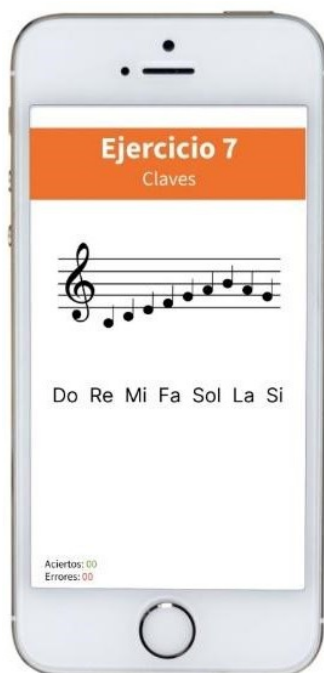 Ejercicio 7
Claves
Do Re Mi Fa Sol La Si
Aciertos: 00
Errores: 00